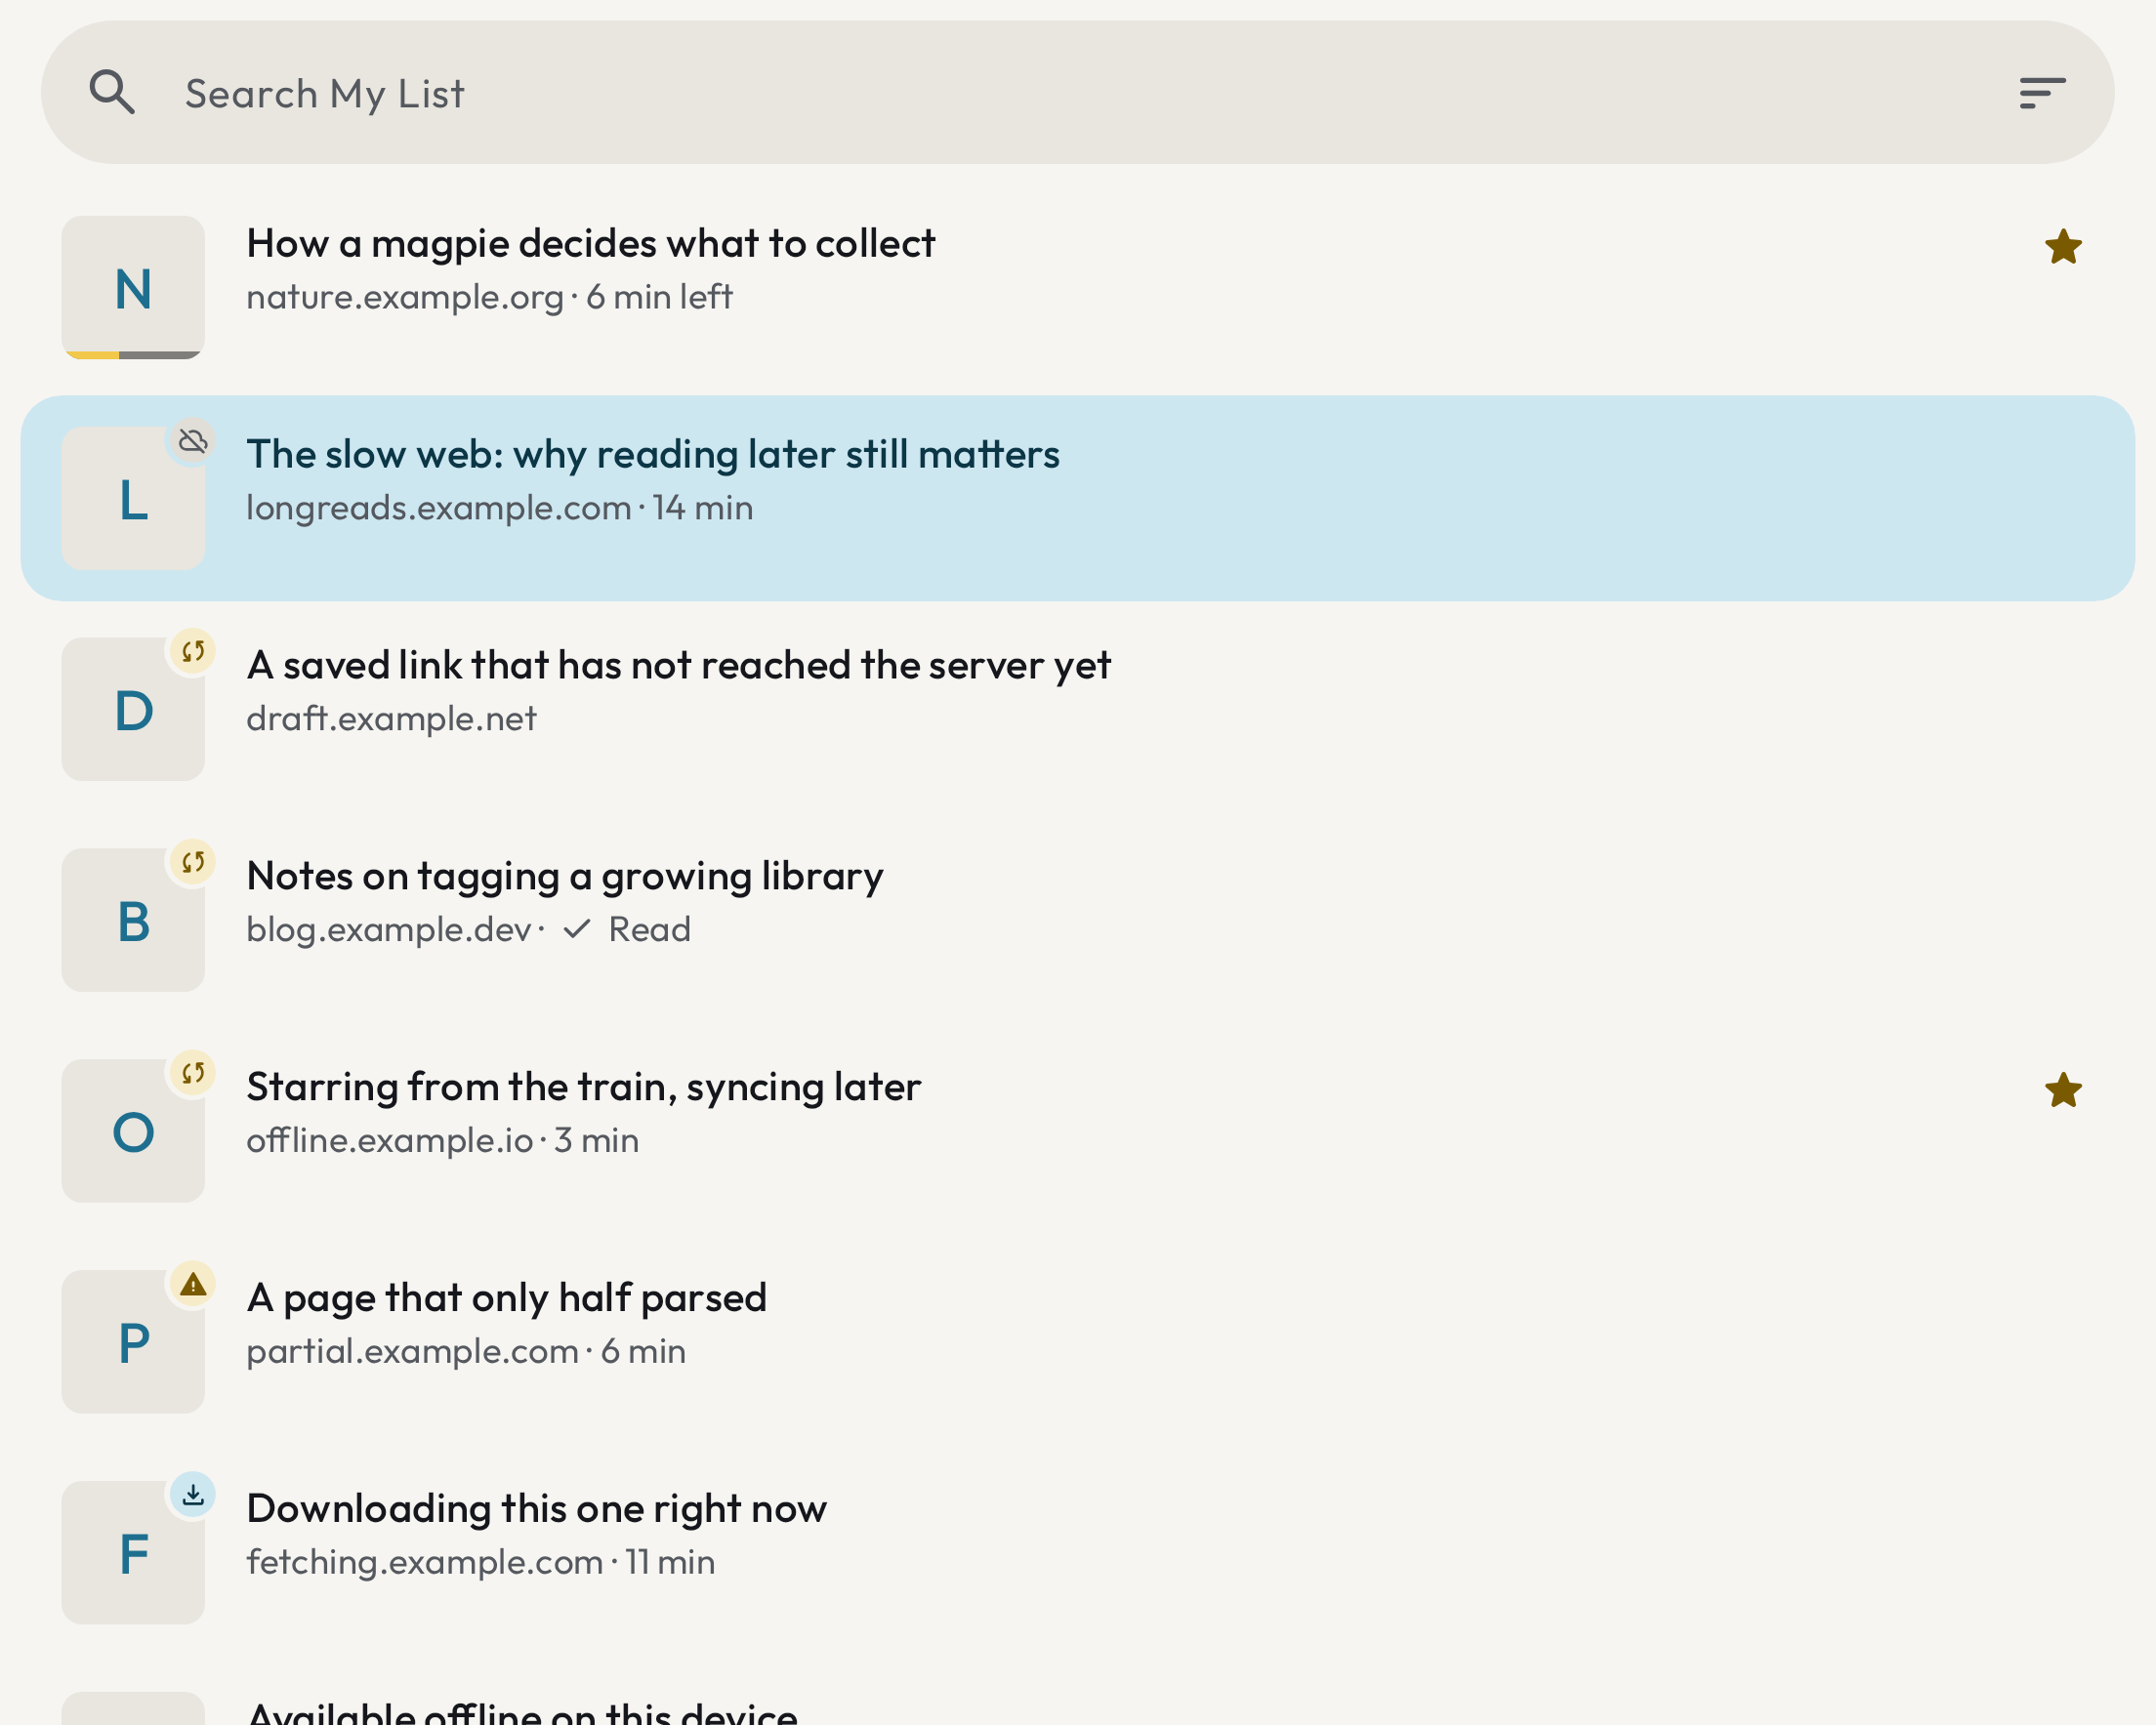 Search My List
N
How a magpie decides what to collect
nature.example.org · 6 min left
L
The slow web: why reading later still matters
longreads.example.com · 14 min
D
A saved link that has not reached the server yet
draft.example.net
B
Notes on tagging a growing library
blog.example.dev · ✓ Read
O
Starring from the train, syncing later
offline.example.io · 3 min
P
A page that only half parsed
partial.example.com · 6 min
F
Downloading this one right now
fetching.example.com · 11 min
Available offline on this device